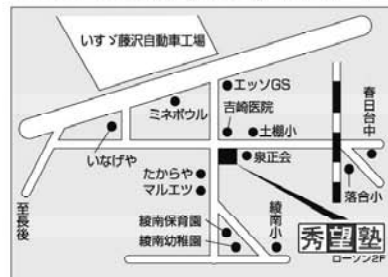 いすゞ藤沢自動車工場
エッソGS
ミネボウル
吉崎医院
土棚小
春日台中
いなげや
泉正会
たからや
マルエツ
至長後
落合小
綾南保育園
綾南幼稚園
綾南小
秀望塾
ローソン2F